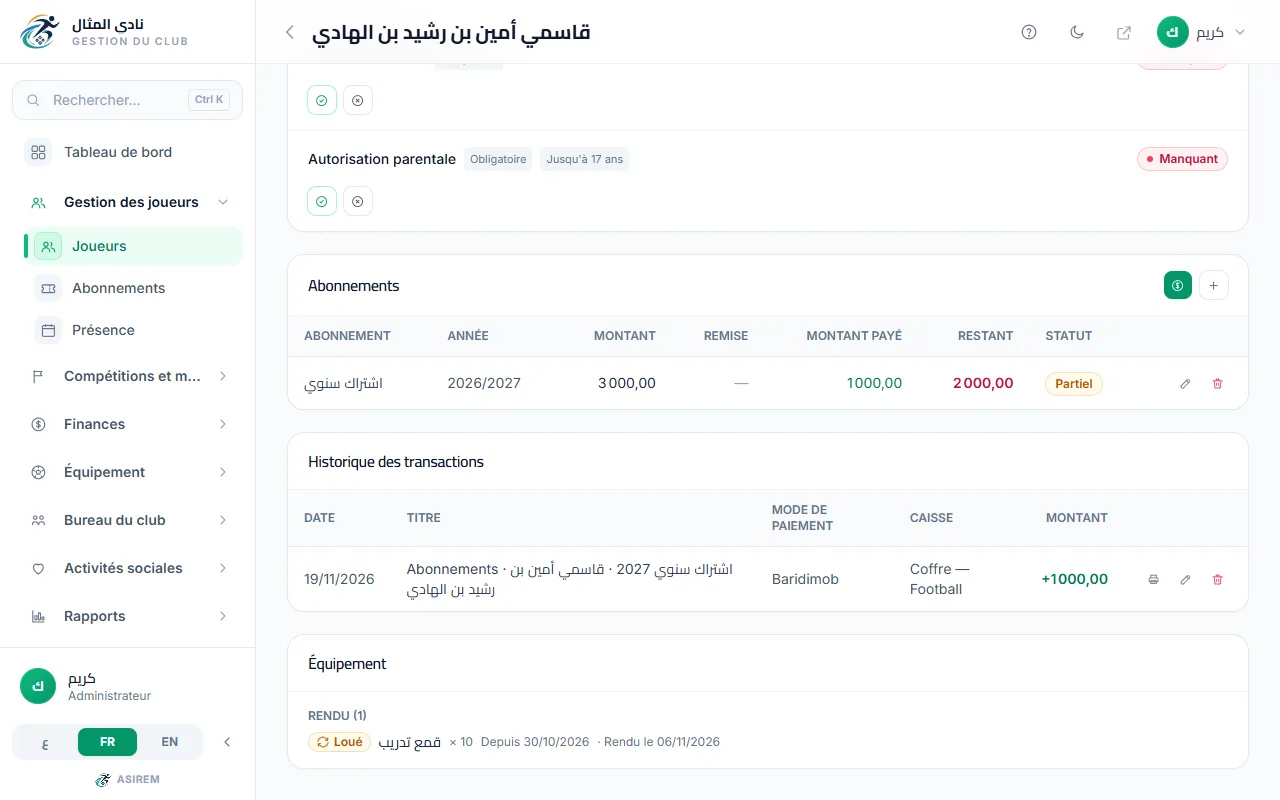 نادي المثال
GESTION DU CLUB
قاسمي أمين بن رشيد بن الهادي
ك
كريم
Rechercher...
Ctrl K
Tableau de bord
Gestion des joueurs
Joueurs
Abonnements
Présence
Compétitions et m...
Finances
Équipement
Bureau du club
Activités sociales
Rapports
ك
كريم
Administrateur
ع
FR
EN
ASIREM
Autorisation parentale
Obligatoire
Jusqu'à 17 ans
Manquant
Abonnements
ABONNEMENT ANNÉE MONTANT REMISE MONTANT PAYÉ RESTANT STATUT
اشتراك سنوي 2026/2027 3 000,00 — 1 000,00 2 000,00 Partiel
Historique des transactions
DATE TITRE MODE DE PAIEMENT CAISSE MONTANT
19/11/2026
Abonnements · اشتراك سنوي 2027 · قاسمي أمين بن
رشيد بن الهادي
Baridimob
Coffre —
Football
+1 000,00
Équipement
RENDU (1)
Loué قمع تدريب × 10 Depuis 30/10/2026 · Rendu le 06/11/2026